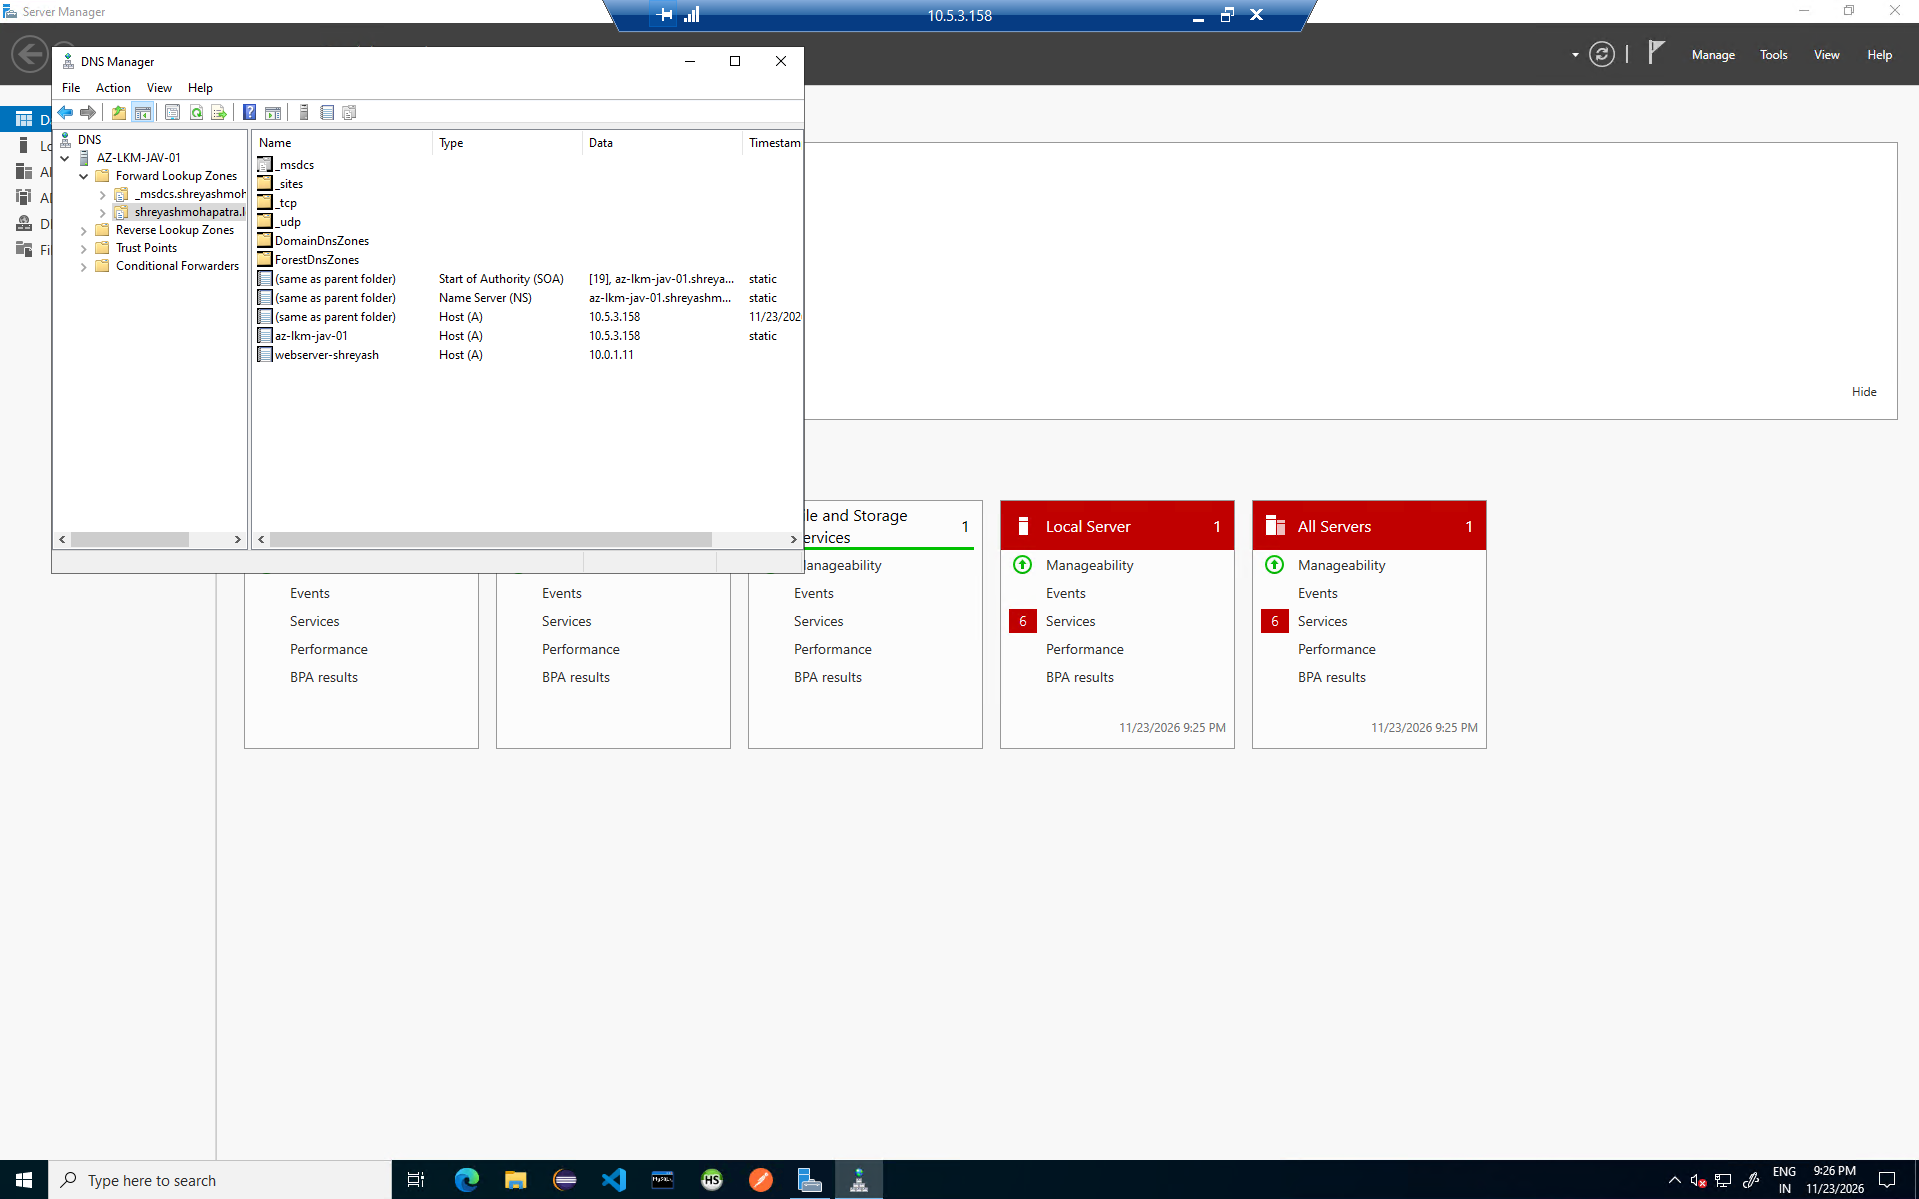 Server Manager
10.5.3.158
Manage
Tools
View
Help
DNS Manager
File
Action
View
Help
DNS
AZ-LKM-JAV-01
Forward Lookup Zones
_msdcs.shreyashmoh
shreyashmohapatra.l
Reverse Lookup Zones
Trust Points
Conditional Forwarders
Name Type Data Timestam
_msdcs
_sites
_tcp
_udp
DomainDnsZones
ForestDnsZones
(same as parent folder) Start of Authority (SOA) [19], az-lkm-jav-01.shreya... static
(same as parent folder) Name Server (NS) az-lkm-jav-01.shreyashm... static
(same as parent folder) Host (A) 10.5.3.158 11/23/202
az-lkm-jav-01 Host (A) 10.5.3.158 static
webserver-shreyash Host (A) 10.0.1.11
Hide
Events
Services
Performance
BPA results
Events
Services
Performance
BPA results
le and Storage
ervices
1
anageability
Events
Services
Performance
BPA results
Local Server 1
Manageability
Events
6 Services
Performance
BPA results
11/23/2026 9:25 PM
All Servers 1
Manageability
Events
6 Services
Performance
BPA results
11/23/2026 9:25 PM
Type here to search
MySQL
HS
ENG
IN
9:26 PM
11/23/2026